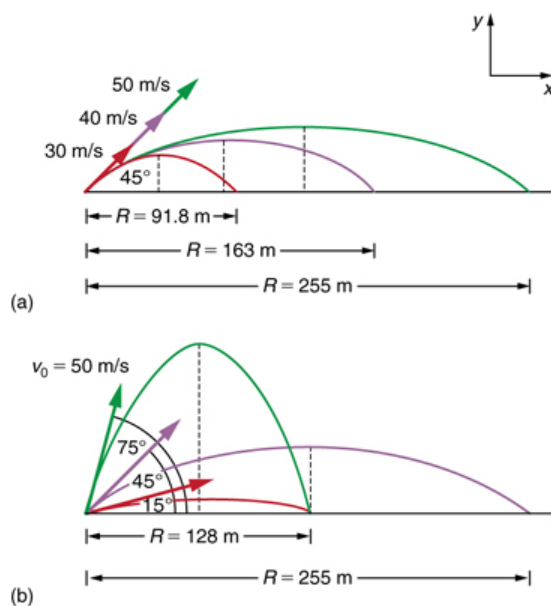 y
x
50 m/s
40 m/s
30 m/s
45°
R = 91.8 m
R = 163 m
R = 255 m
(a)
v₀ = 50 m/s
75°
45°
15°
R = 128 m
R = 255 m
(b)